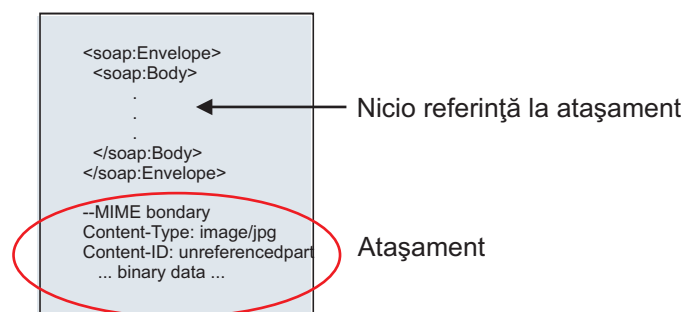 <soap:Envelope>
<soap:Body>
.
.
.
</soap:Body>
</soap:Envelope>
Nicio referinţă la ataşament
--MIME bondary
Content-Type: image/jpg
Content-ID: unreferencedpart
... binary data ...
Ataşament